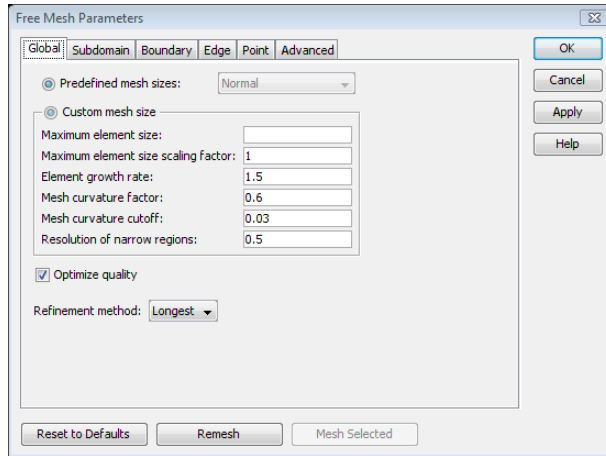 Free Mesh Parameters
Global Subdomain Boundary Edge Point Advanced
OK
Predefined mesh sizes: Normal
Cancel
Custom mesh size
Apply
Maximum element size:
Help
Maximum element size scaling factor: 1
Element growth rate: 1.5
Mesh curvature factor: 0.6
Mesh curvature cutoff: 0.03
Resolution of narrow regions: 0.5
Optimize quality
Refinement method: Longest
Reset to Defaults Remesh Mesh Selected